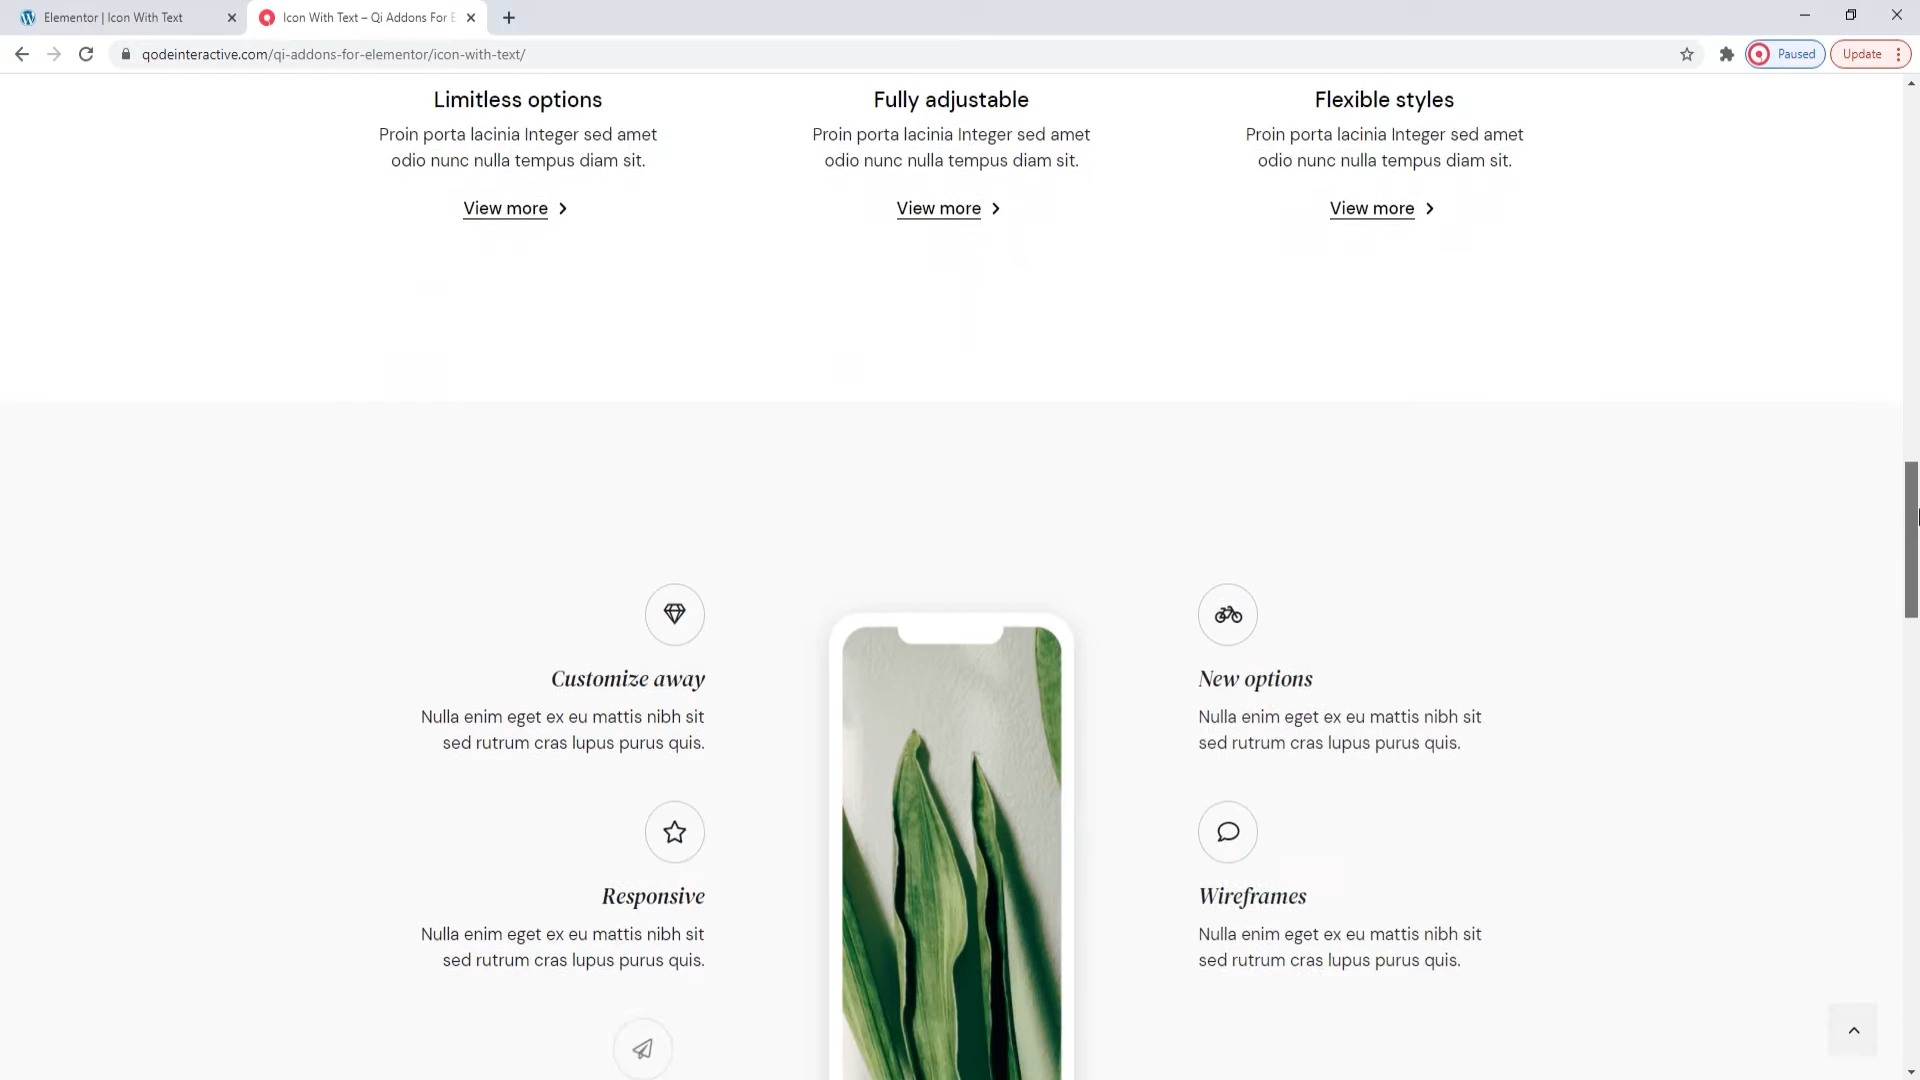 Elementor | Icon With Text
Icon With Text – Qi Addons For E
qodeinteractive.com/qi-addons-for-elementor/icon-with-text/
Paused
Update
Limitless options
Proin porta lacinia Integer sed amet
odio nunc nulla tempus diam sit.
View more
Fully adjustable
Proin porta lacinia Integer sed amet
odio nunc nulla tempus diam sit.
View more
Flexible styles
Proin porta lacinia Integer sed amet
odio nunc nulla tempus diam sit.
View more
Customize away
Nulla enim eget ex eu mattis nibh sit
sed rutrum cras lupus purus quis.
Responsive
Nulla enim eget ex eu mattis nibh sit
sed rutrum cras lupus purus quis.
New options
Nulla enim eget ex eu mattis nibh sit
sed rutrum cras lupus purus quis.
Wireframes
Nulla enim eget ex eu mattis nibh sit
sed rutrum cras lupus purus quis.